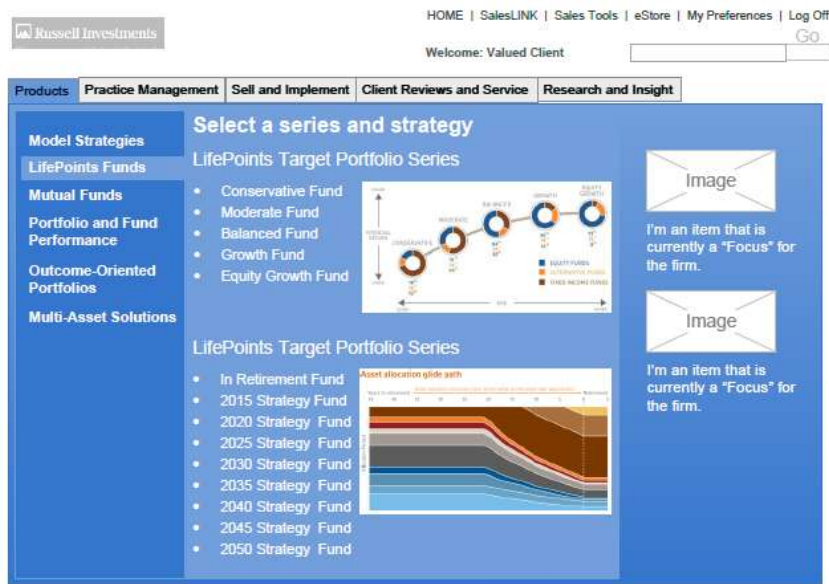 HOME | SalesLINK | Sales Tools | eStore | My Preferences | Log Off
Russell Investments
Go
Welcome: Valued Client
Products
Practice Management
Sell and Implement
Client Reviews and Service
Research and Insight
Model Strategies
LifePoints Funds
Mutual Funds
Portfolio and Fund
Performance
Outcome-Oriented
Portfolios
Multi-Asset Solutions
Select a series and strategy
LifePoints Target Portfolio Series
• Conservative Fund
• Moderate Fund
• Balanced Fund
• Growth Fund
• Equity Growth Fund
CONSERVATIVE
MODERATE
BALANCED
GROWTH
EQUITY
GROWTH
EQUITY FUNDS
ALTERNATIVE FUNDS
FIXED INCOME FUNDS
RISK
LifePoints Target Portfolio Series
• In Retirement Fund
• 2015 Strategy Fund
• 2020 Strategy Fund
• 2025 Strategy Fund
• 2030 Strategy Fund
• 2035 Strategy Fund
• 2040 Strategy Fund
• 2045 Strategy Fund
• 2050 Strategy Fund
Asset allocation glide path
Image
I'm an item that is
currently a "Focus" for
the firm.
Image
I'm an item that is
currently a "Focus" for
the firm.